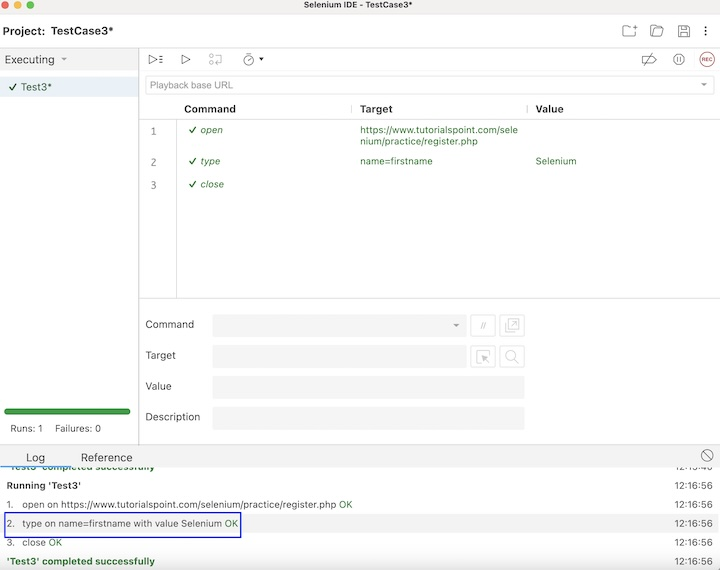 Selenium IDE - TestCase3*
Project: TestCase3*
Executing
REC
Test3*
Playback base URL
Command Target Value
1 open https://www.tutorialspoint.com/sele
nium/practice/register.php
2 type name=firstname Selenium
3 close
Command //
Target
Value
Description
Runs: 1 Failures: 0
Log Reference
'Test3' completed successfully
Running 'Test3' 12:16:56
1. open on https://www.tutorialspoint.com/selenium/practice/register.php OK 12:16:56
2. type on name=firstname with value Selenium OK 12:16:56
3. close OK 12:16:56
'Test3' completed successfully 12:16:56